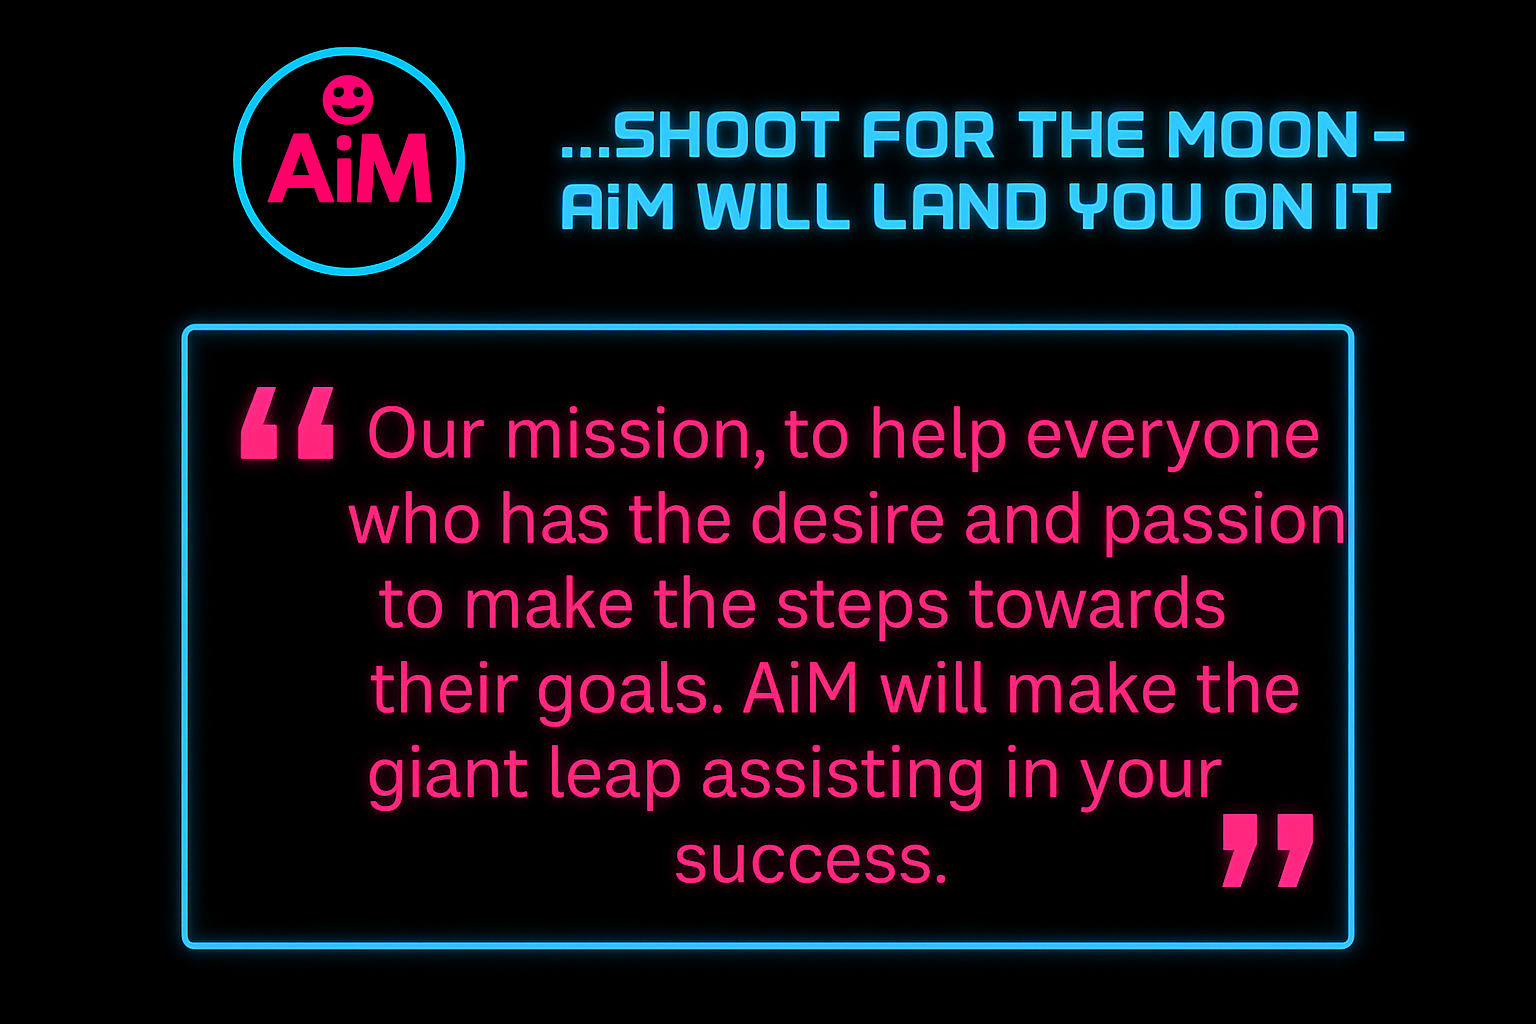 AiM
...SHOOT FOR THE MOON –
AiM WILL LAND YOU ON IT
“ Our mission, to help everyone
who has the desire and passion
to make the steps towards
their goals. AiM will make the
giant leap assisting in your
success. ”